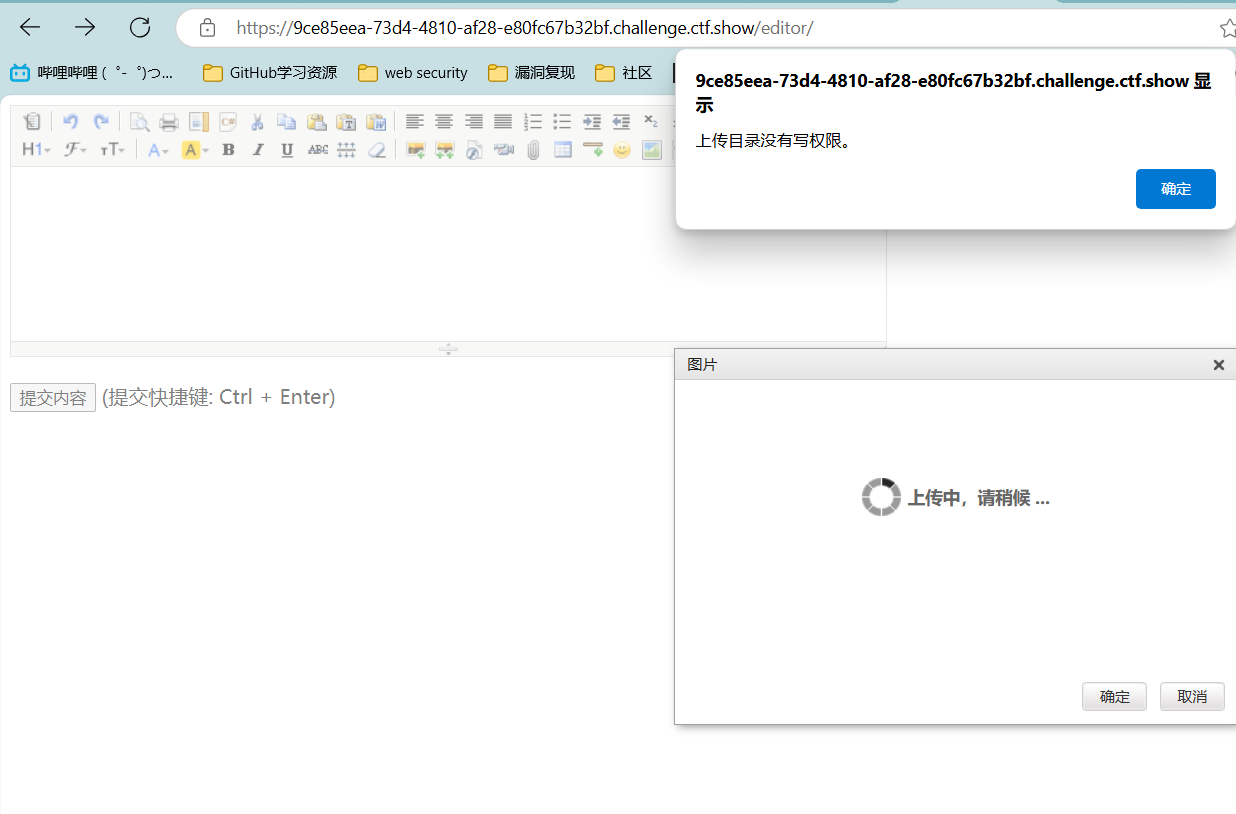 https://9ce85eea-73d4-4810-af28-e80fc67b32bf.challenge.ctf.show/editor/
哔哩哔哩 (゜-゜)つ... GitHub学习资源 web security 漏洞复现 社区
9ce85eea-73d4-4810-af28-e80fc67b32bf.challenge.ctf.show 显
示
上传目录没有写权限。
确定
H1 F TT A A B I U ABC
提交内容 (提交快捷键: Ctrl + Enter)
图片
上传中，请稍候 ...
确定 取消